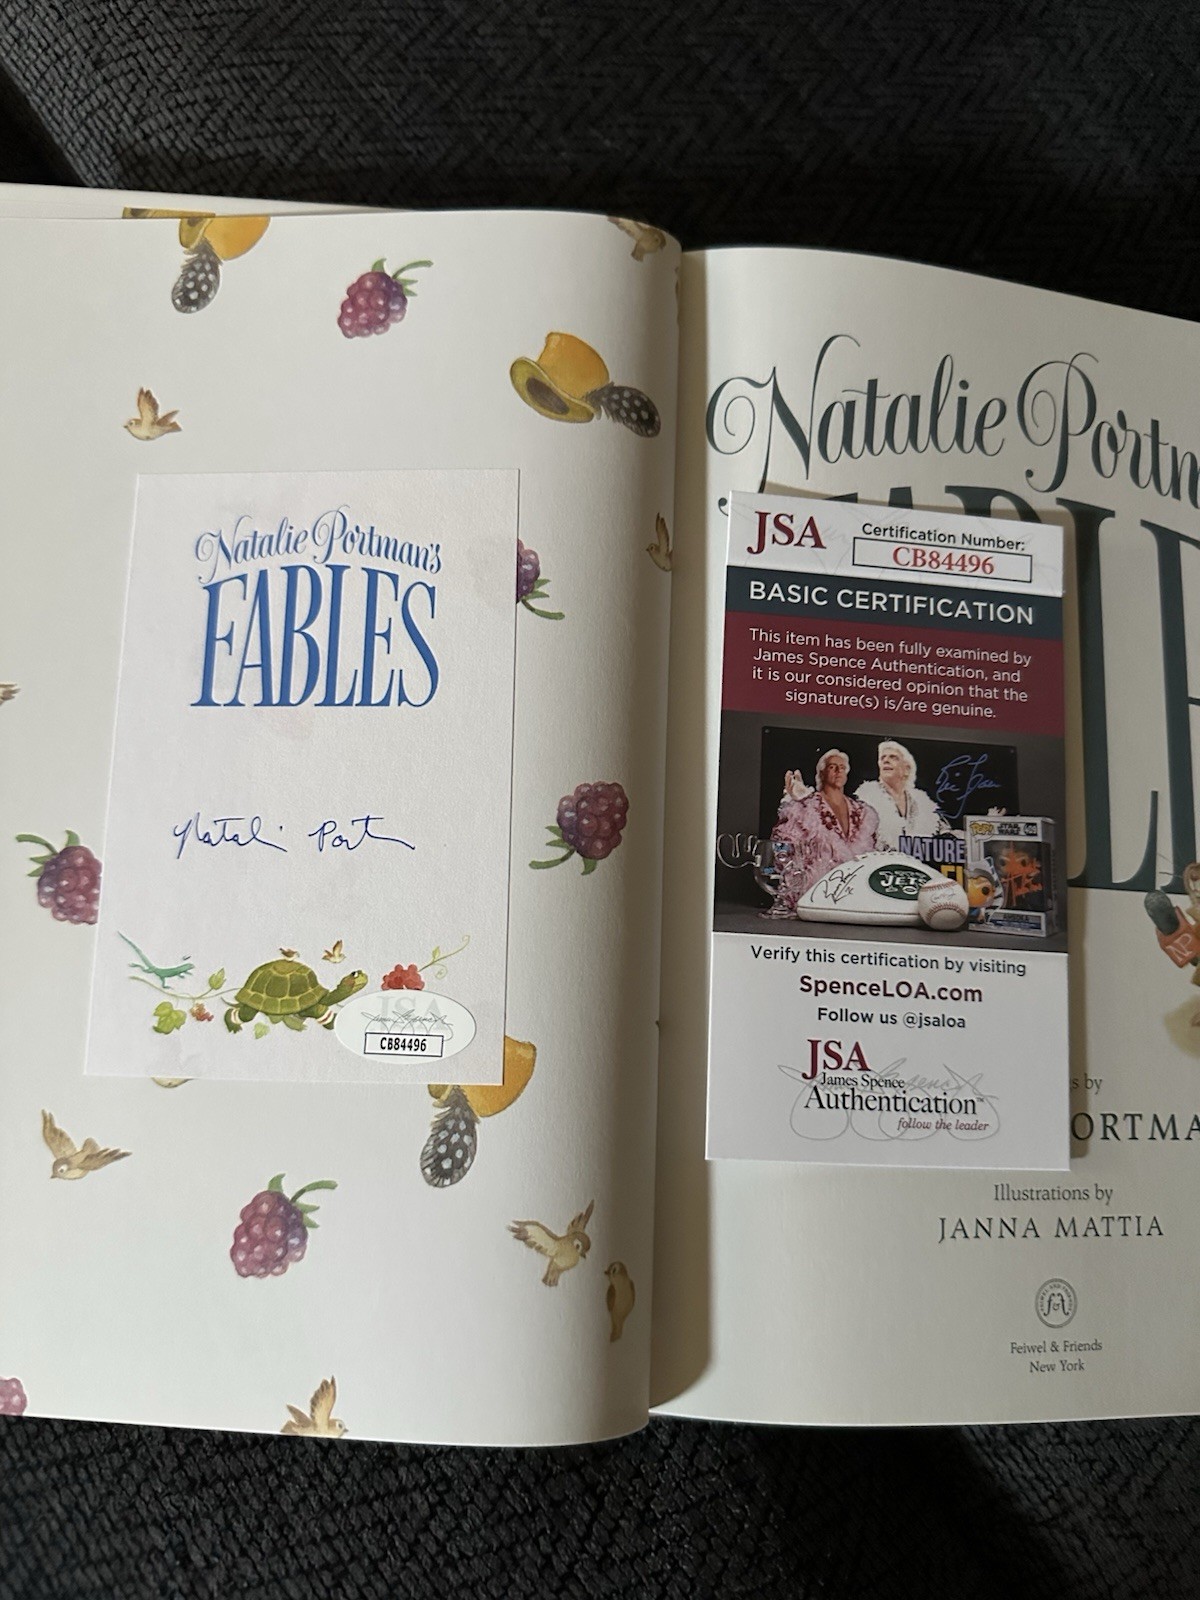 Natalie Portman's
FABLES
Natalie Portman
JSA
CB84496
Natalie Portm
JSA
Certification Number:
CB84496
BASIC CERTIFICATION
This item has been fully examined by
James Spence Authentication, and
it is our considered opinion that the
signature(s) is/are genuine.
NATURE
JETS
Verify this certification by visiting
SpenceLOA.com
Follow us @jsaloa
JSA
James Spence
Authentication™
follow the leader
s by
ORTMA
Illustrations by
JANNA MATTIA
Feiwel & Friends
New York